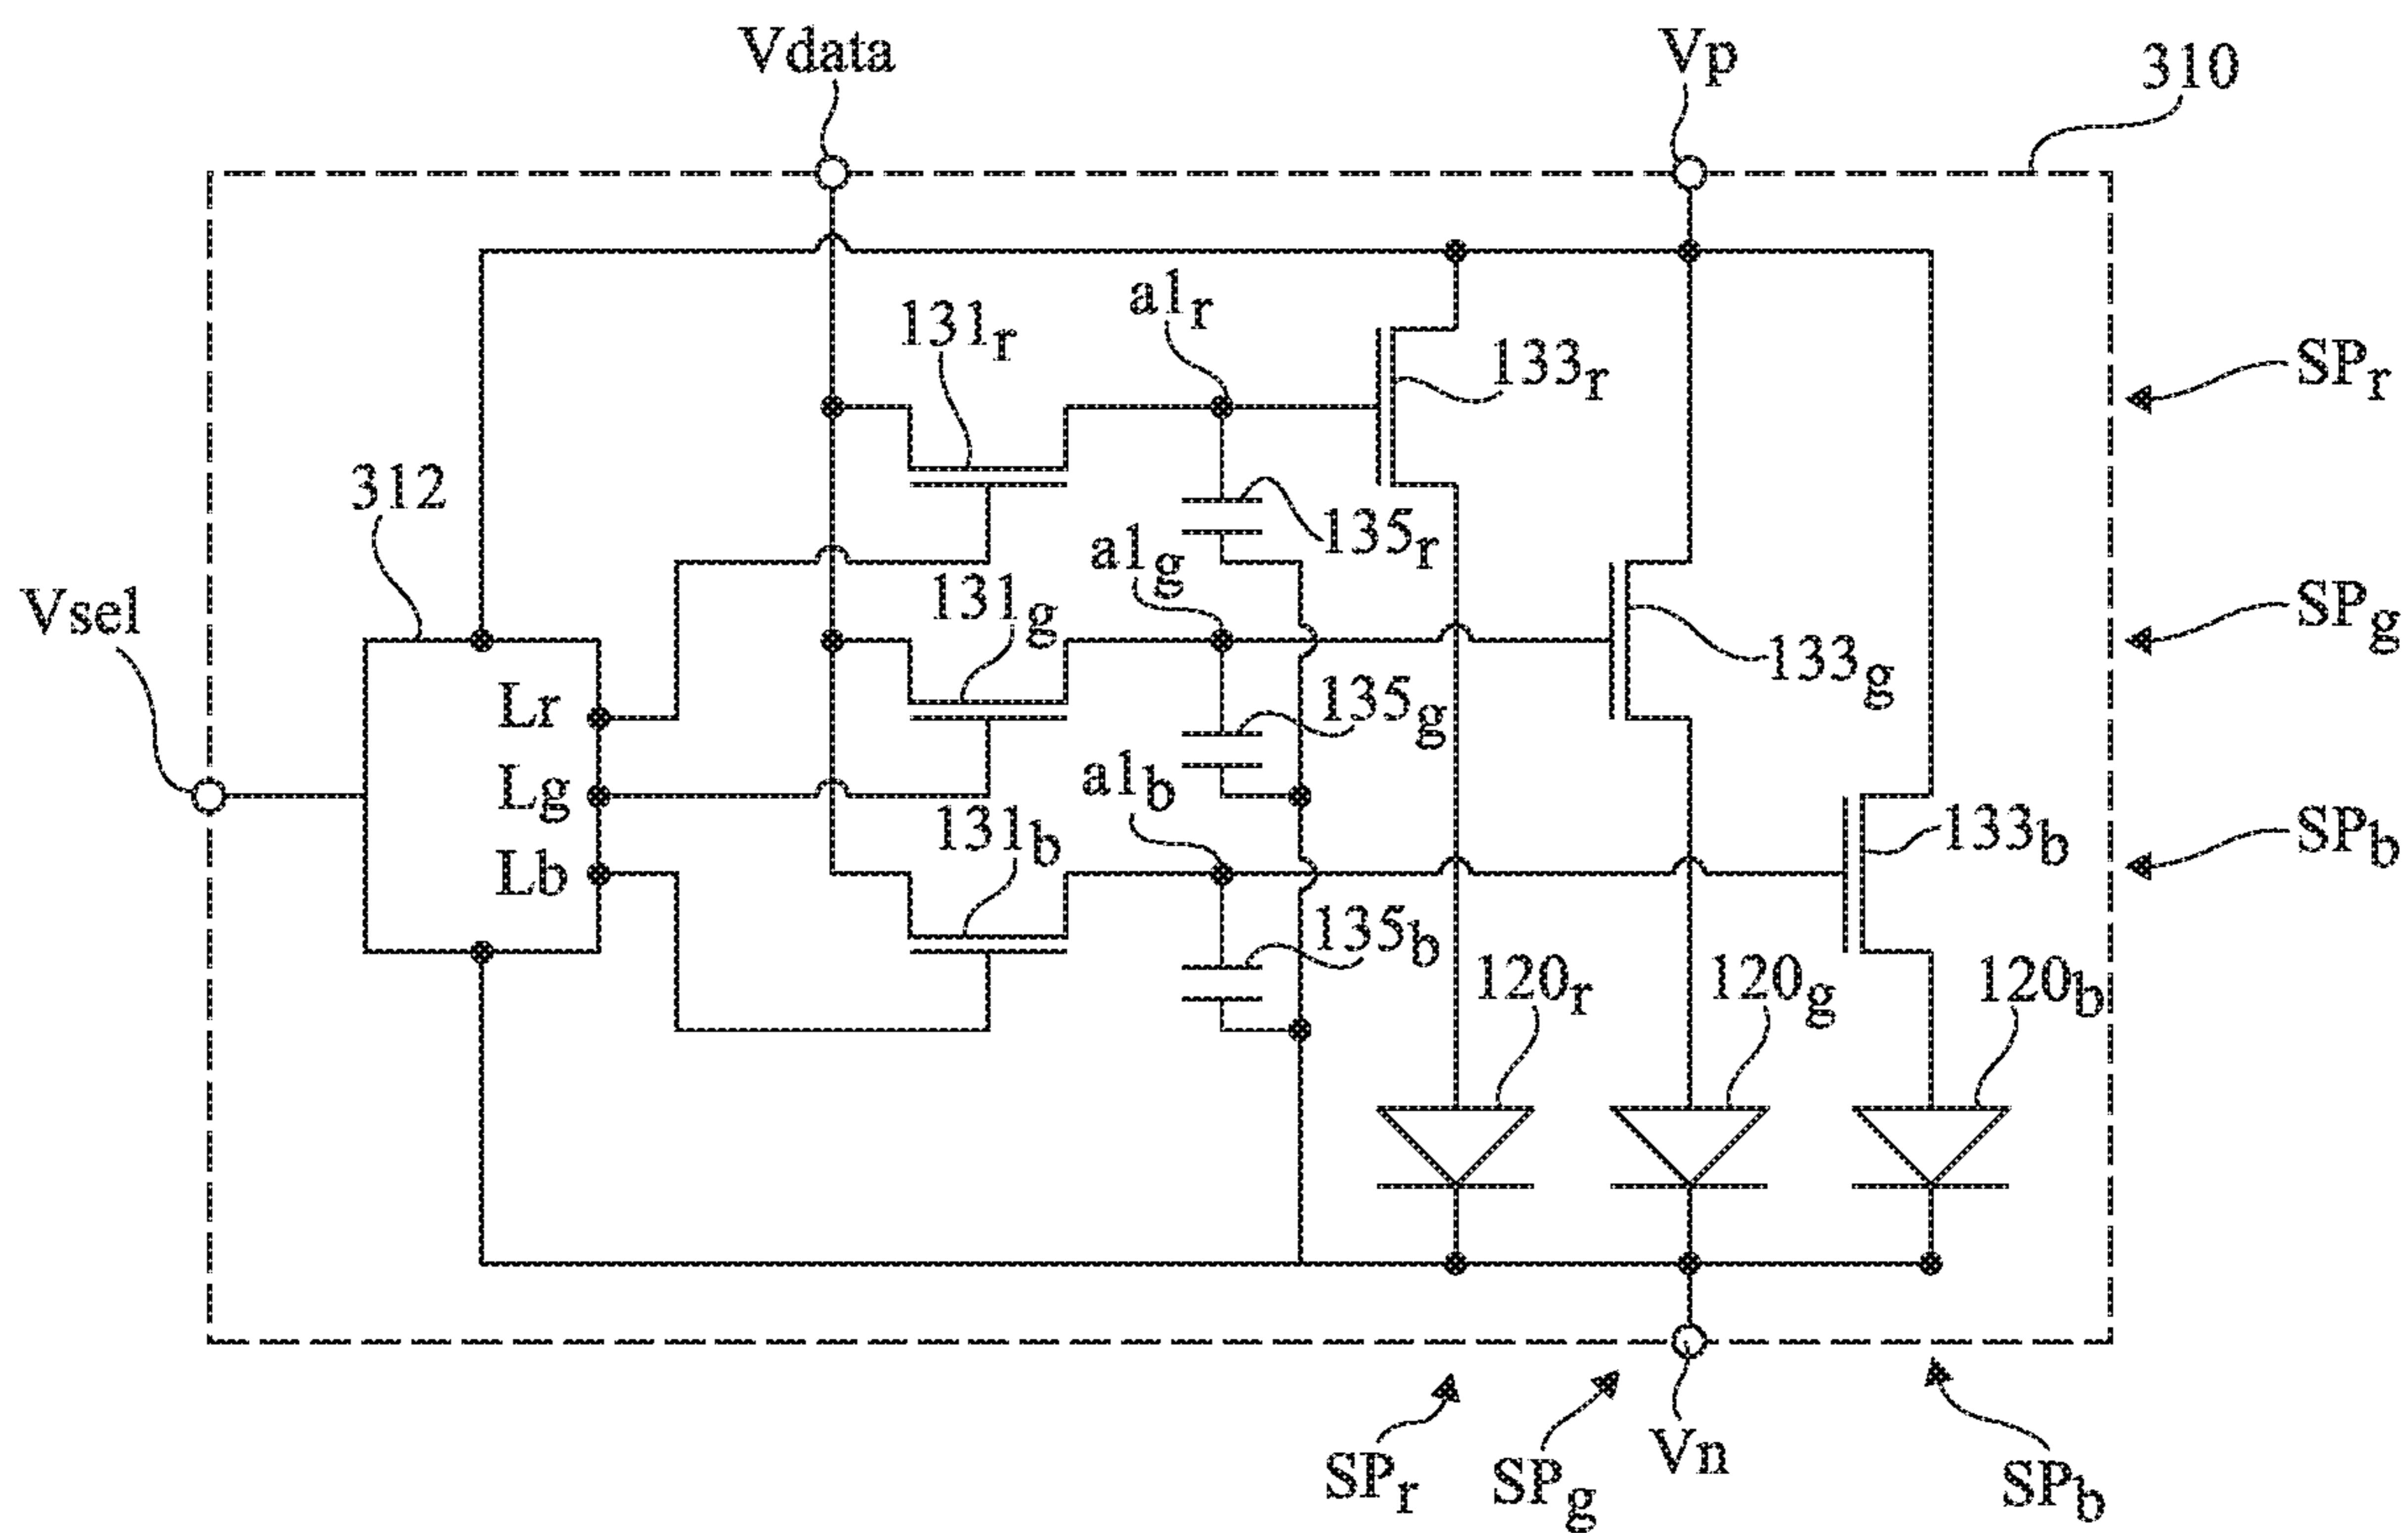 Vdata
Vp
310
a1r
131r
133r
SPr
312
135r
a1g
131g
Vsel
SPg
133g
Lr
135g
Lg
a1b
131b
133b
SPb
Lb
135b
120r
120g
120b
SPr
SPg
Vn
SPb